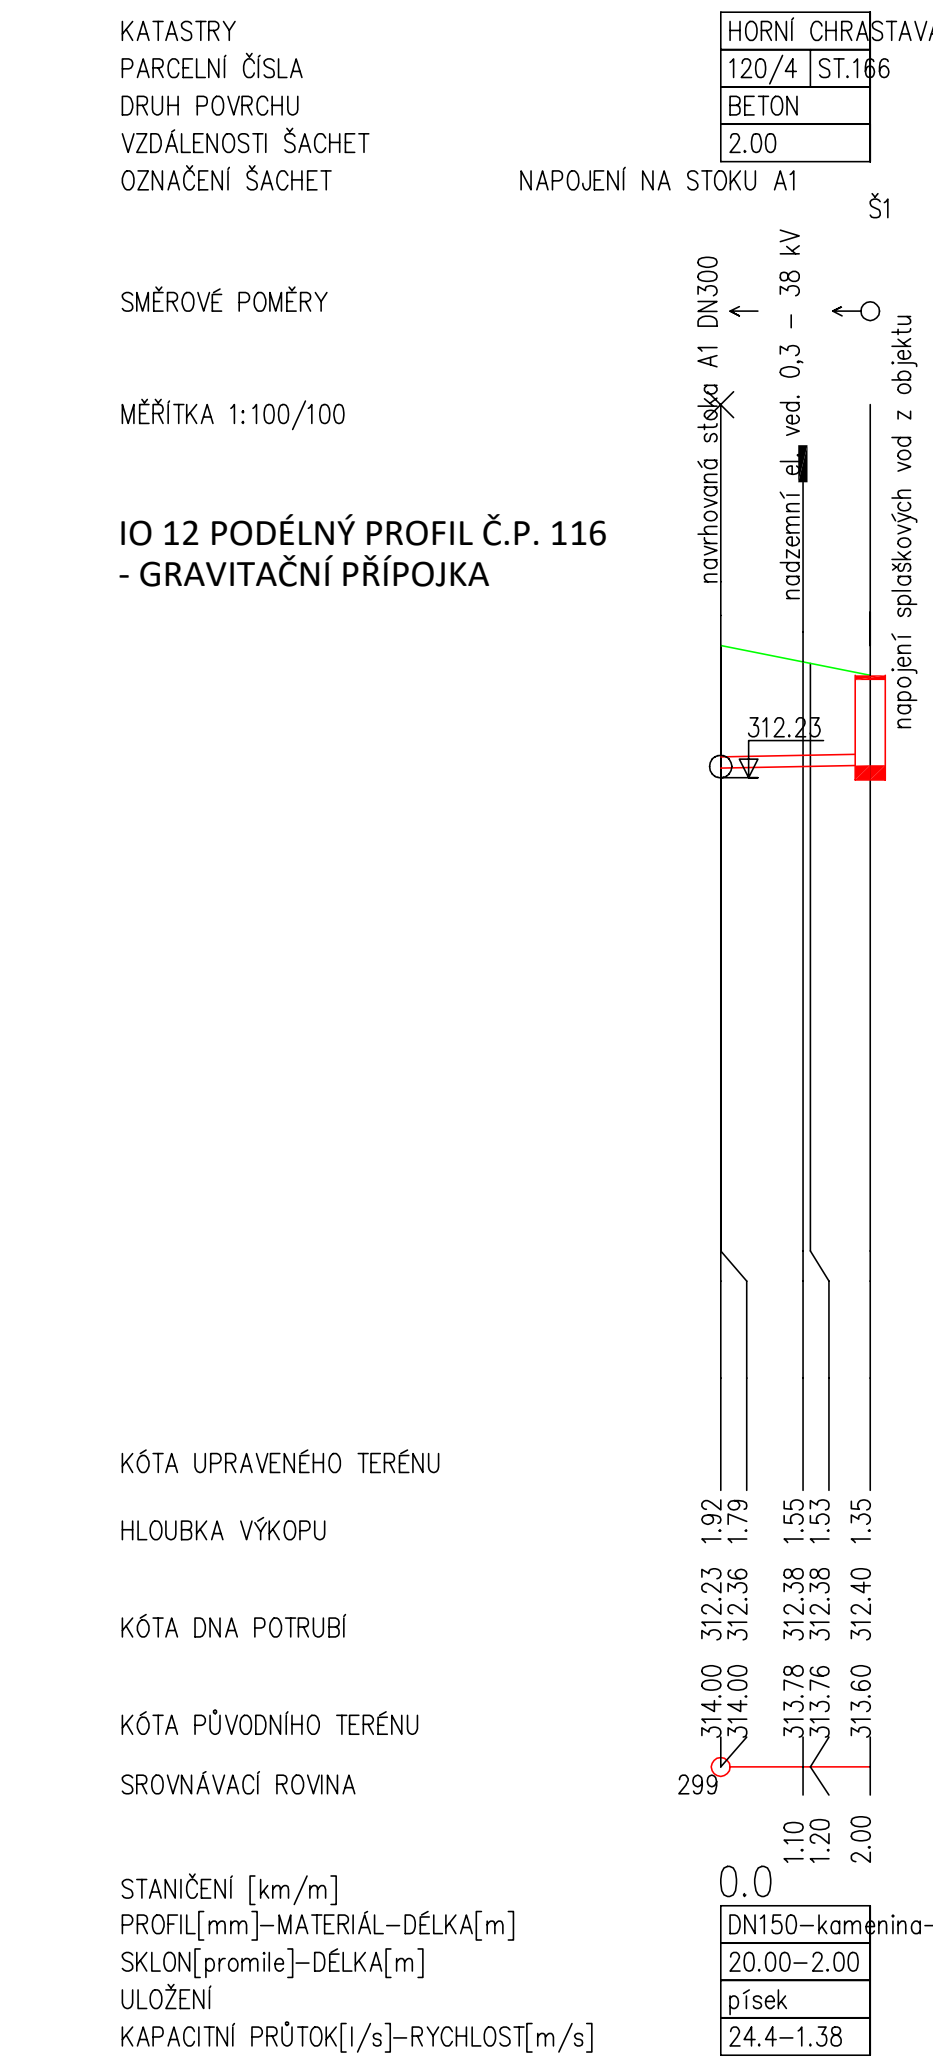 KATASTRY
HORNÍ CHRASTAVA
PARCELNÍ ČÍSLA
120/4 ST.166
DRUH POVRCHU
BETON
VZDÁLENOSTI ŠACHET
2.00
OZNAČENÍ ŠACHET
NAPOJENÍ NA STOKU A1
Š1
SMĚROVÉ POMĚRY
navrhovaná stoka A1 DN300
nadzemní el. ved. 0,3 - 38 kV
napojení splaškových vod z objektu
MĚŘÍTKA 1:100/100
IO 12 PODÉLNÝ PROFIL Č.P. 116
- GRAVITAČNÍ PŘÍPOJKA
312.23
KÓTA UPRAVENÉHO TERÉNU
HLOUBKA VÝKOPU
1.92 1.79 1.55 1.53 1.35
KÓTA DNA POTRUBÍ
312.23 312.36 312.38 312.38 312.40
KÓTA PŮVODNÍHO TERÉNU
314.00 314.00 313.78 313.76 313.60
SROVNÁVACÍ ROVINA
299
1.10 1.20 2.00
STANIČENÍ [km/m]
0.0
PROFIL[mm]-MATERIÁL-DÉLKA[m]
DN150-kamenina-
SKLON[promile]-DÉLKA[m]
20.00-2.00
ULOŽENÍ
písek
KAPACITNÍ PRŮTOK[l/s]-RYCHLOST[m/s]
24.4-1.38